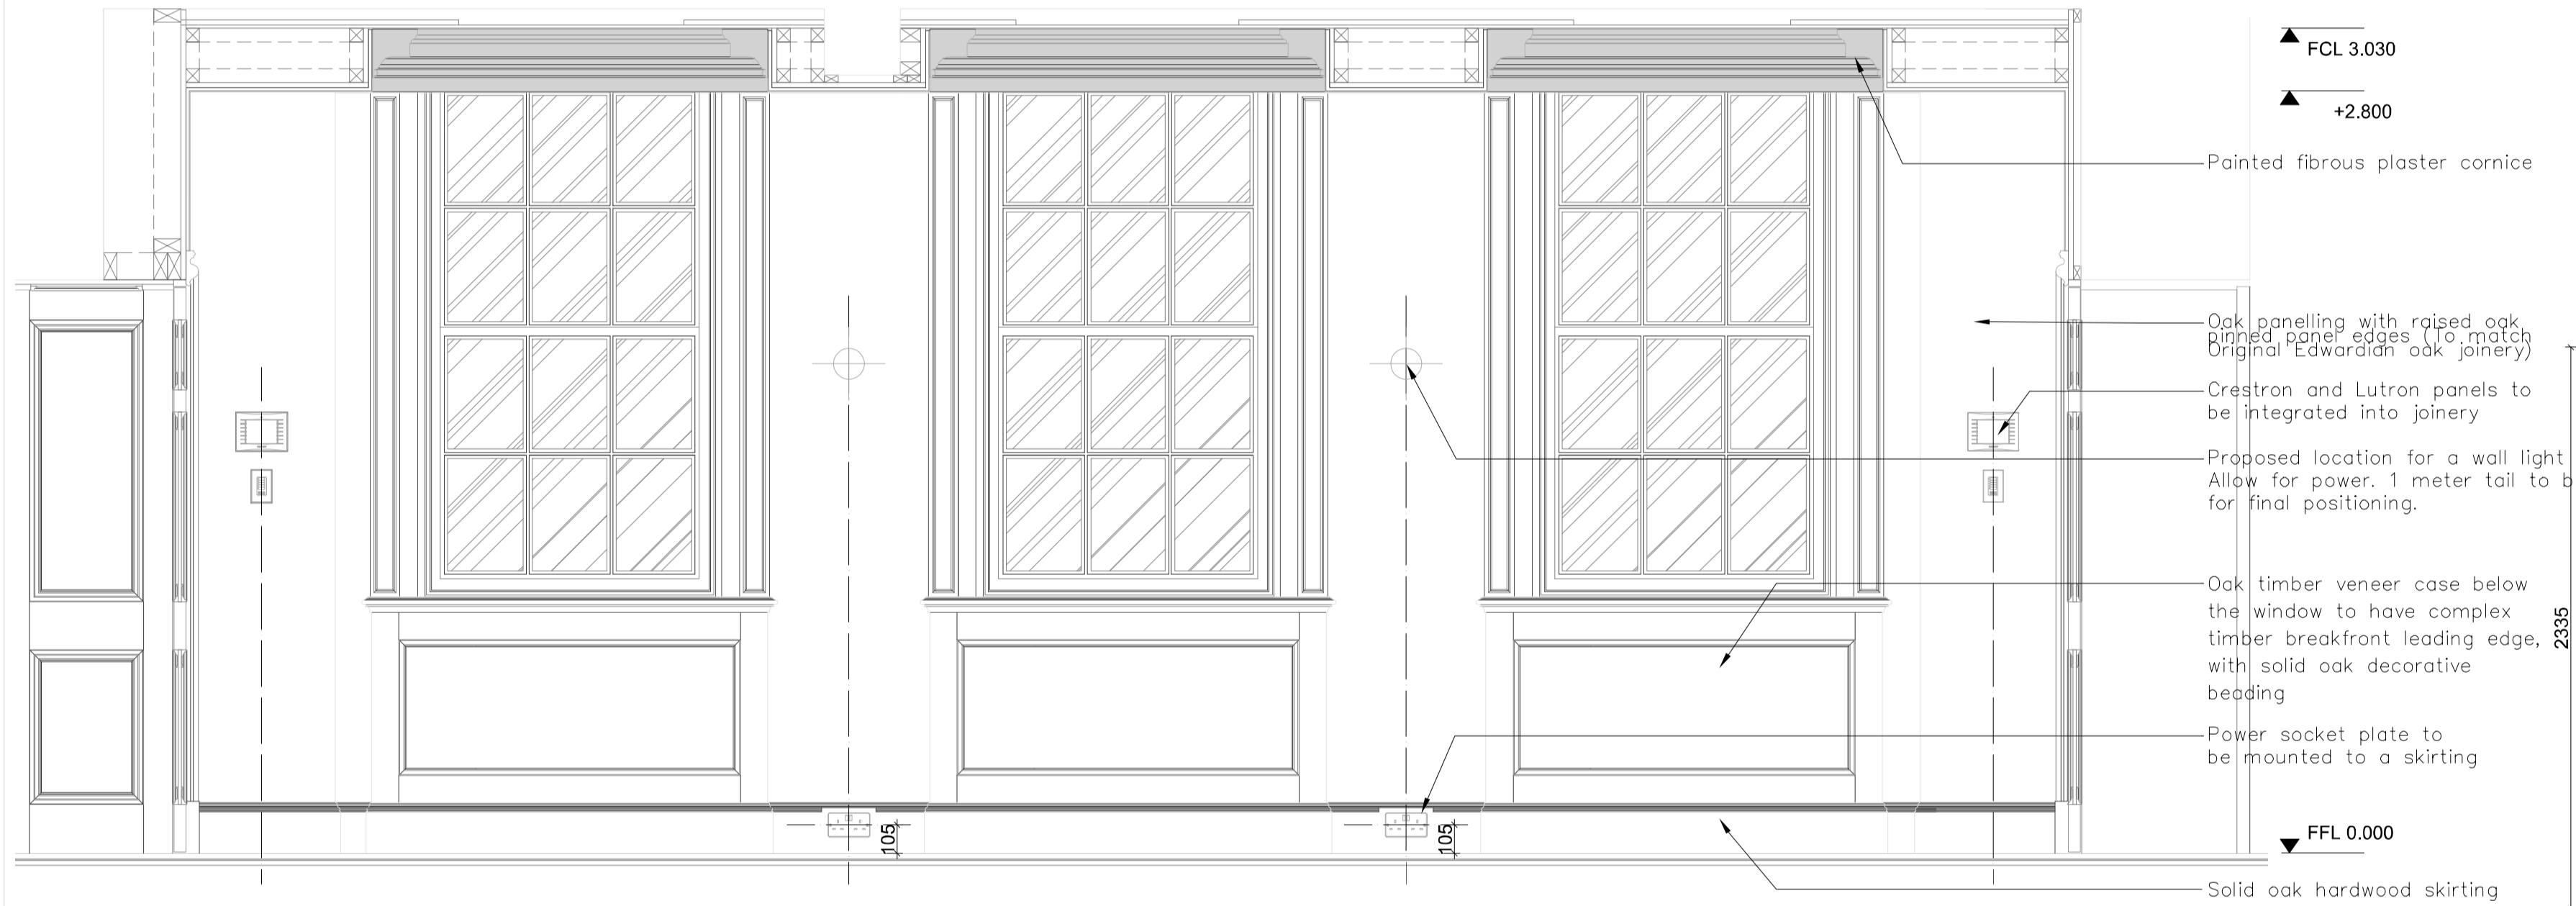 FCL 3.030
+2.800
Painted fibrous plaster cornice
Oak panelling with raised oak
pinned panel edges (To match
Original Edwardian oak joinery)
Crestron and Lutron panels to
be integrated into joinery
Proposed location for a wall light
Allow for power. 1 meter tail to b
for final positioning.
Oak timber veneer case below
the window to have complex
timber breakfront leading edge,
with solid oak decorative
beading
2335
Power socket plate to
be mounted to a skirting
105
105
FFL 0.000
Solid oak hardwood skirting